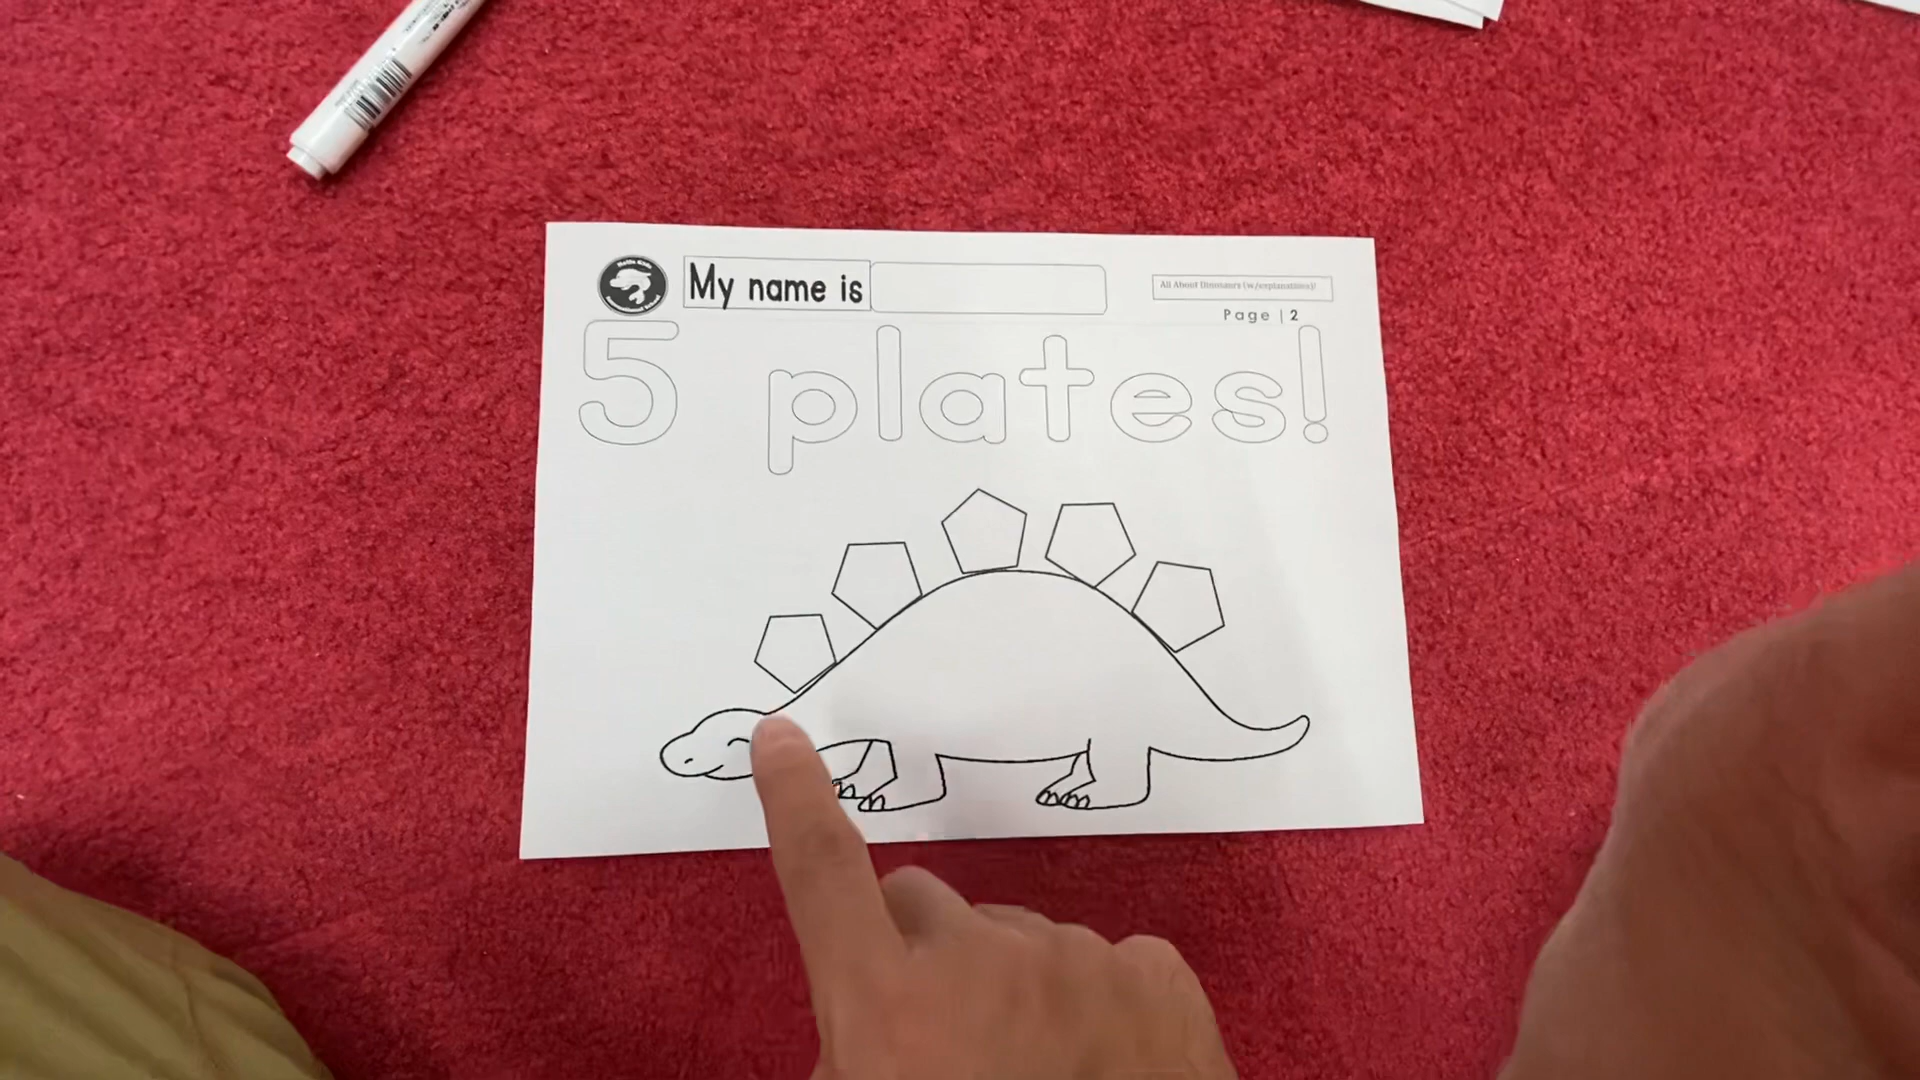 My name is
All About Dinosaurs (w/explanations)!
Page | 2
5 plates!